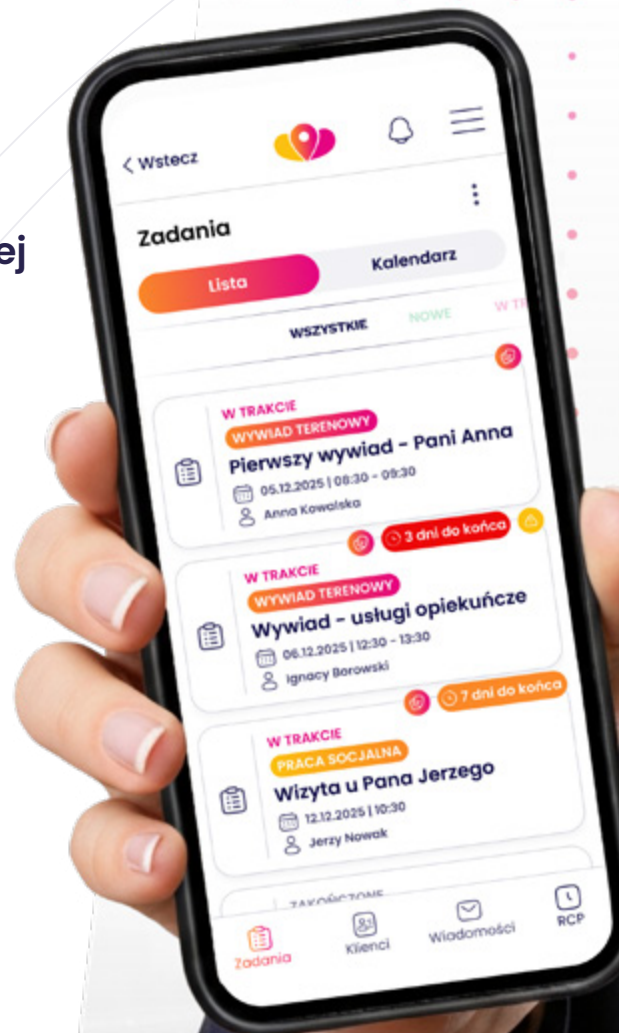 ej
Wstecz
Zadania
Lista
Kalendarz
WSZYSTKIE
NOWE
W TR
W TRAKCIE
WYWIAD TERENOWY
Pierwszy wywiad - Pani Anna
05.12.2025 | 08:30 - 09:30
Anna Kowalska
3 dni do końca
W TRAKCIE
WYWIAD TERENOWY
Wywiad - usługi opiekuńcze
06.12.2025 | 12:30 - 13:30
Ignacy Borowski
7 dni do końca
W TRAKCIE
PRACA SOCJALNA
Wizyta u Pana Jerzego
12.12.2025 | 10:30
Jerzy Nowak
ZAKOŃCZONE
Zadania
Klienci
Wiadomości
RCP